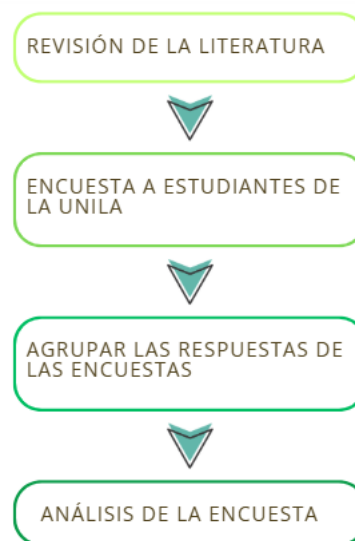 REVISIÓN DE LA LITERATURA
ENCUESTA A ESTUDIANTES DE
LA UNILA
AGRUPAR LAS RESPUESTAS DE
LAS ENCUESTAS
ANÁLISIS DE LA ENCUESTA